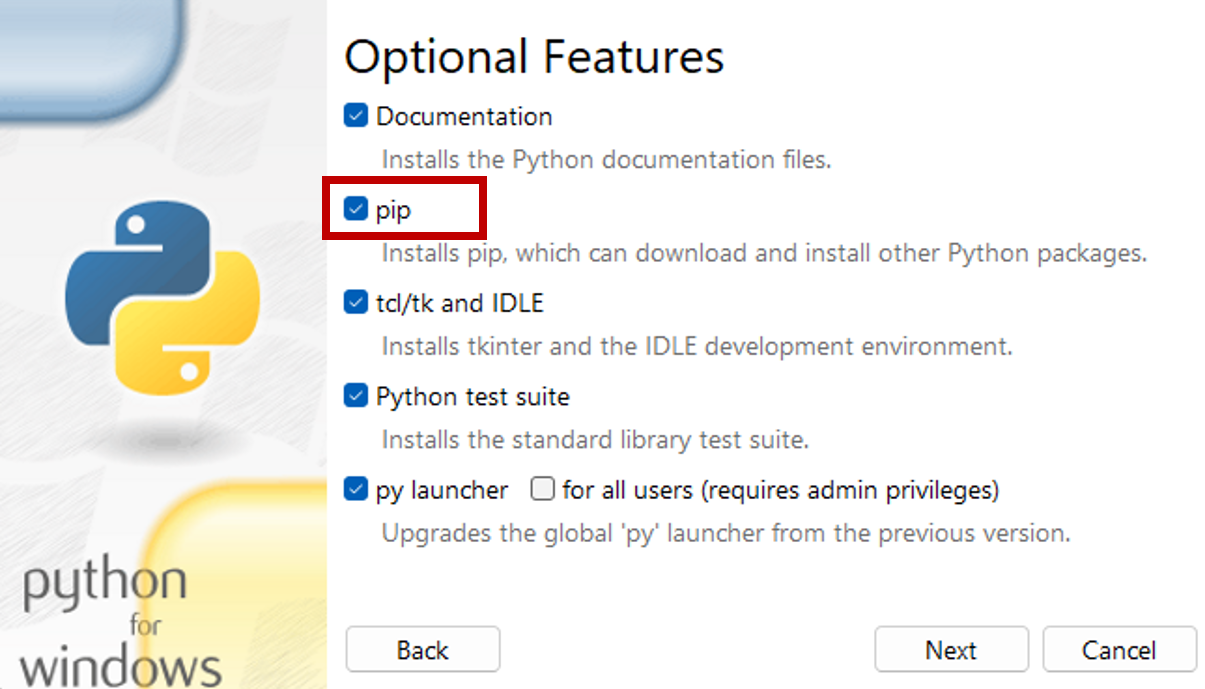 Optional Features
Documentation
Installs the Python documentation files.
pip
Installs pip, which can download and install other Python packages.
tcl/tk and IDLE
Installs tkinter and the IDLE development environment.
Python test suite
Installs the standard library test suite.
py launcher for all users (requires admin privileges)
Upgrades the global 'py' launcher from the previous version.
python
for
windows
Back Next Cancel